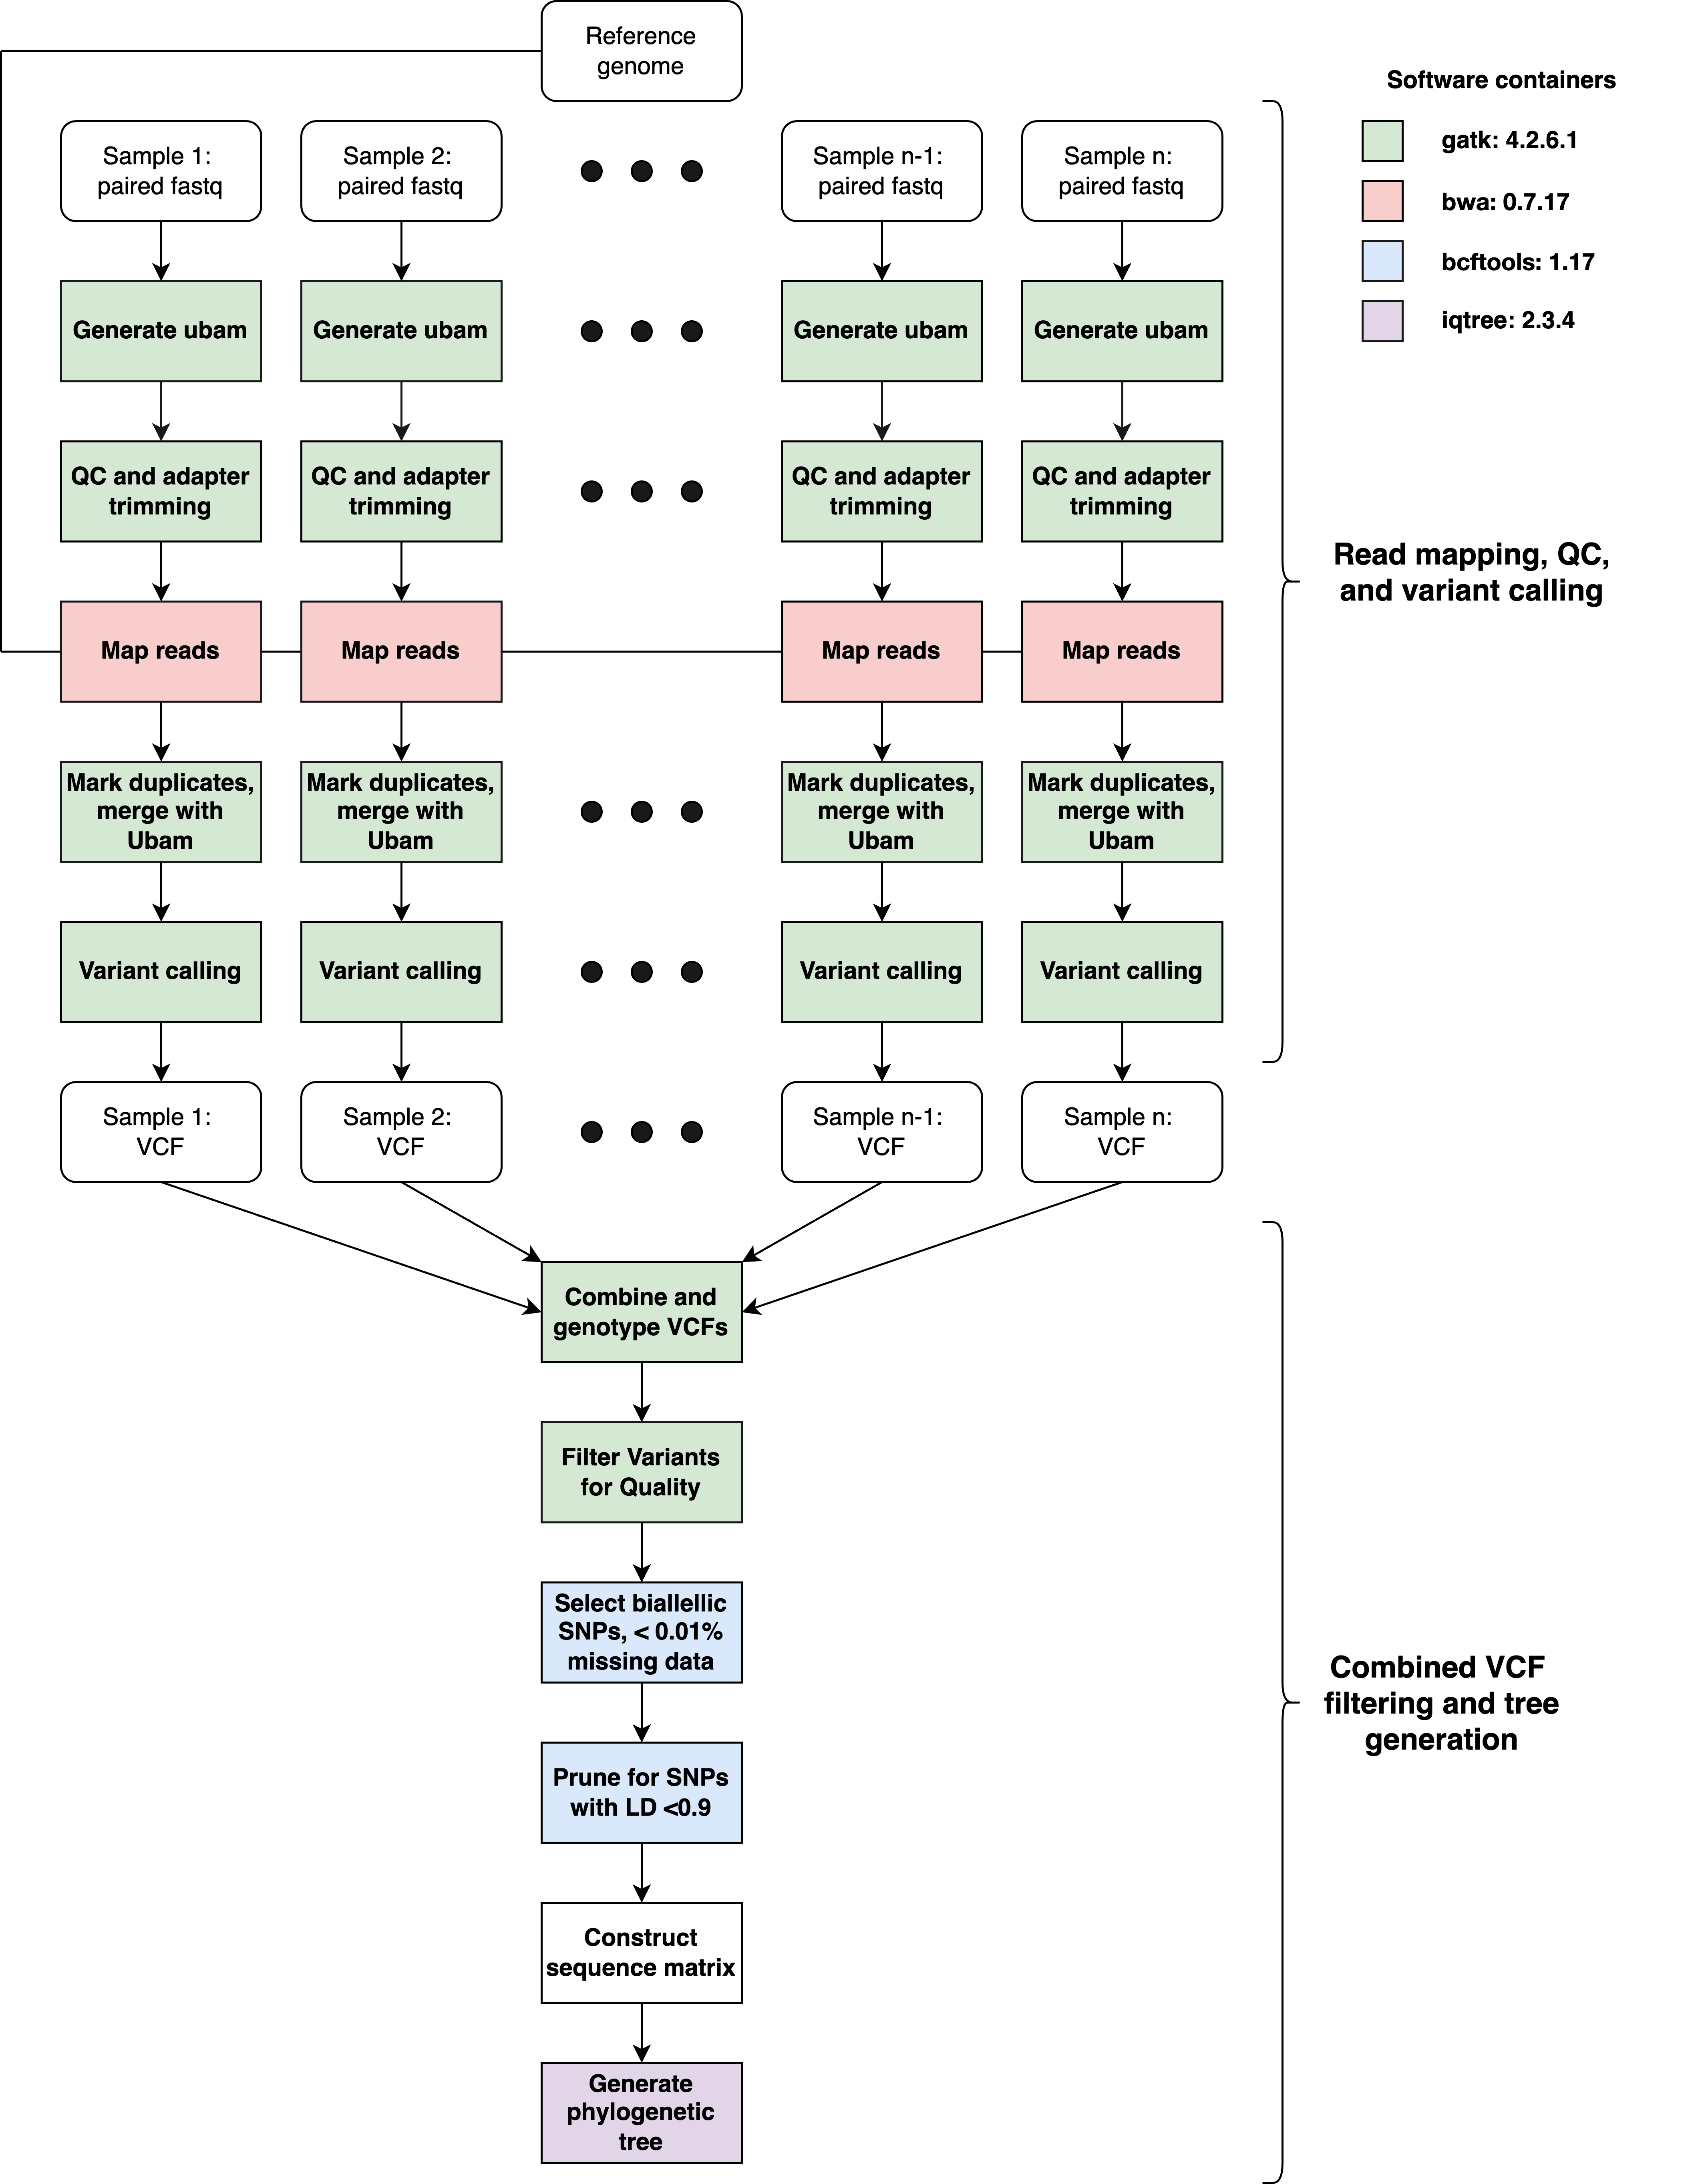 Reference
genome
Software containers
gatk: 4.2.6.1
bwa: 0.7.17
bcftools: 1.17
iqtree: 2.3.4
Sample 1:
paired fastq
Sample 2:
paired fastq
Sample n-1:
paired fastq
Sample n:
paired fastq
Generate ubam
Generate ubam
Generate ubam
Generate ubam
QC and adapter
trimming
QC and adapter
trimming
QC and adapter
trimming
QC and adapter
trimming
Read mapping, QC,
and variant calling
Map reads
Map reads
Map reads
Map reads
Mark duplicates,
merge with
Ubam
Mark duplicates,
merge with
Ubam
Mark duplicates,
merge with
Ubam
Mark duplicates,
merge with
Ubam
Variant calling
Variant calling
Variant calling
Variant calling
Sample 1:
VCF
Sample 2:
VCF
Sample n-1:
VCF
Sample n:
VCF
Combine and
genotype VCFs
Filter Variants
for Quality
Select biallellic
SNPs, < 0.01%
missing data
Combined VCF
filtering and tree
generation
Prune for SNPs
with LD <0.9
Construct
sequence matrix
Generate
phylogenetic
tree